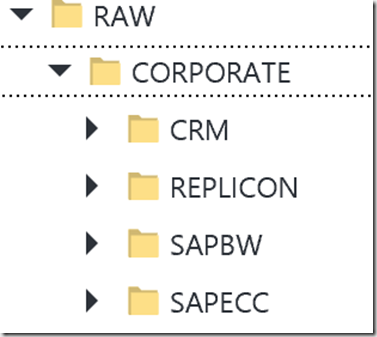 RAW
CORPORATE
CRM
REPLICON
SAPBW
SAPECC